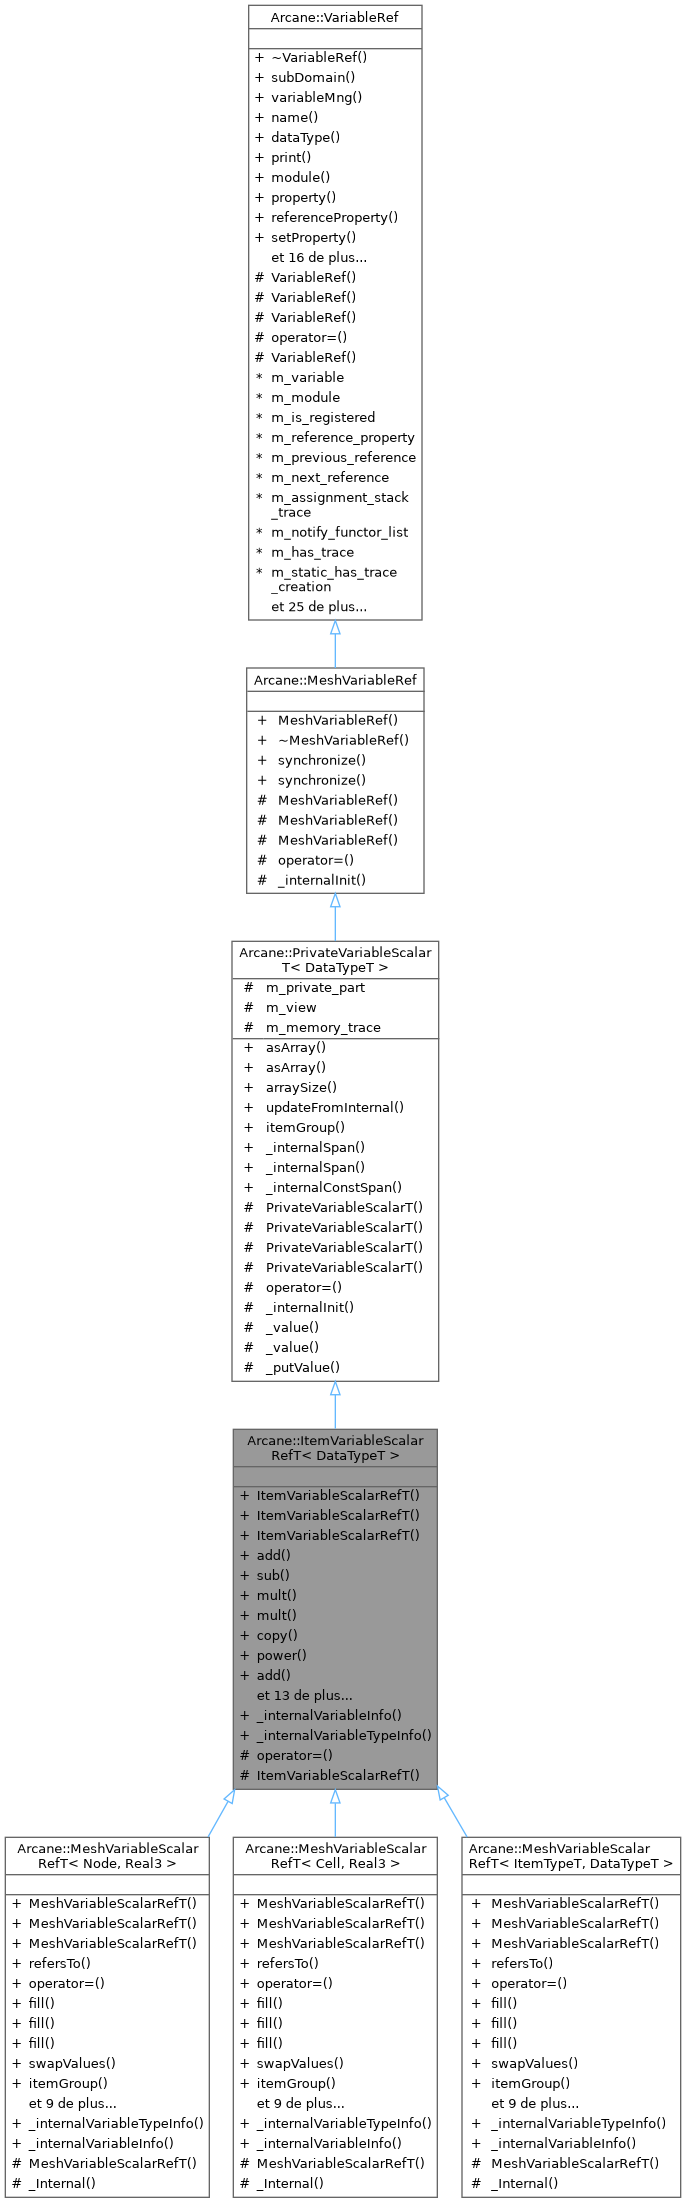 Arcane::VariableRef
+ ~VariableRef()
+ subDomain()
+ variableMng()
+ name()
+ dataType()
+ print()
+ module()
+ property()
+ referenceProperty()
+ setProperty()
et 16 de plus...
# VariableRef()
# VariableRef()
# VariableRef()
# operator=()
# VariableRef()
* m_variable
* m_module
* m_is_registered
* m_reference_property
* m_previous_reference
* m_next_reference
* m_assignment_stack
_trace
* m_notify_functor_list
* m_has_trace
* m_static_has_trace
_creation
et 25 de plus...
Arcane::MeshVariableRef
+ MeshVariableRef()
+ ~MeshVariableRef()
+ synchronize()
+ synchronize()
# MeshVariableRef()
# MeshVariableRef()
# MeshVariableRef()
# operator=()
# _internalInit()
Arcane::PrivateVariableScalar
T< DataTypeT >
# m_private_part
# m_view
# m_memory_trace
+ asArray()
+ asArray()
+ arraySize()
+ updateFromInternal()
+ itemGroup()
+ _internalSpan()
+ _internalSpan()
+ _internalConstSpan()
# PrivateVariableScalarT()
# PrivateVariableScalarT()
# PrivateVariableScalarT()
# PrivateVariableScalarT()
# operator=()
# _internalInit()
# _value()
# _value()
# _putValue()
Arcane::ItemVariableScalar
RefT< DataTypeT >
+ ItemVariableScalarRefT()
+ ItemVariableScalarRefT()
+ ItemVariableScalarRefT()
+ add()
+ sub()
+ mult()
+ mult()
+ copy()
+ power()
+ add()
et 13 de plus...
+ _internalVariableInfo()
+ _internalVariableTypeInfo()
# operator=()
# ItemVariableScalarRefT()
Arcane::MeshVariableScalar
RefT< Node, Real3 >
+ MeshVariableScalarRefT()
+ MeshVariableScalarRefT()
+ MeshVariableScalarRefT()
+ refersTo()
+ operator=()
+ fill()
+ fill()
+ fill()
+ swapValues()
+ itemGroup()
et 9 de plus...
+ _internalVariableTypeInfo()
+ _internalVariableInfo()
# MeshVariableScalarRefT()
# _Internal()
Arcane::MeshVariableScalar
RefT< Cell, Real3 >
+ MeshVariableScalarRefT()
+ MeshVariableScalarRefT()
+ MeshVariableScalarRefT()
+ refersTo()
+ operator=()
+ fill()
+ fill()
+ fill()
+ swapValues()
+ itemGroup()
et 9 de plus...
+ _internalVariableTypeInfo()
+ _internalVariableInfo()
# MeshVariableScalarRefT()
# _Internal()
Arcane::MeshVariableScalar
RefT< ItemTypeT, DataTypeT >
+ MeshVariableScalarRefT()
+ MeshVariableScalarRefT()
+ MeshVariableScalarRefT()
+ refersTo()
+ operator=()
+ fill()
+ fill()
+ fill()
+ swapValues()
+ itemGroup()
et 9 de plus...
+ _internalVariableTypeInfo()
+ _internalVariableInfo()
# MeshVariableScalarRefT()
# _Internal()